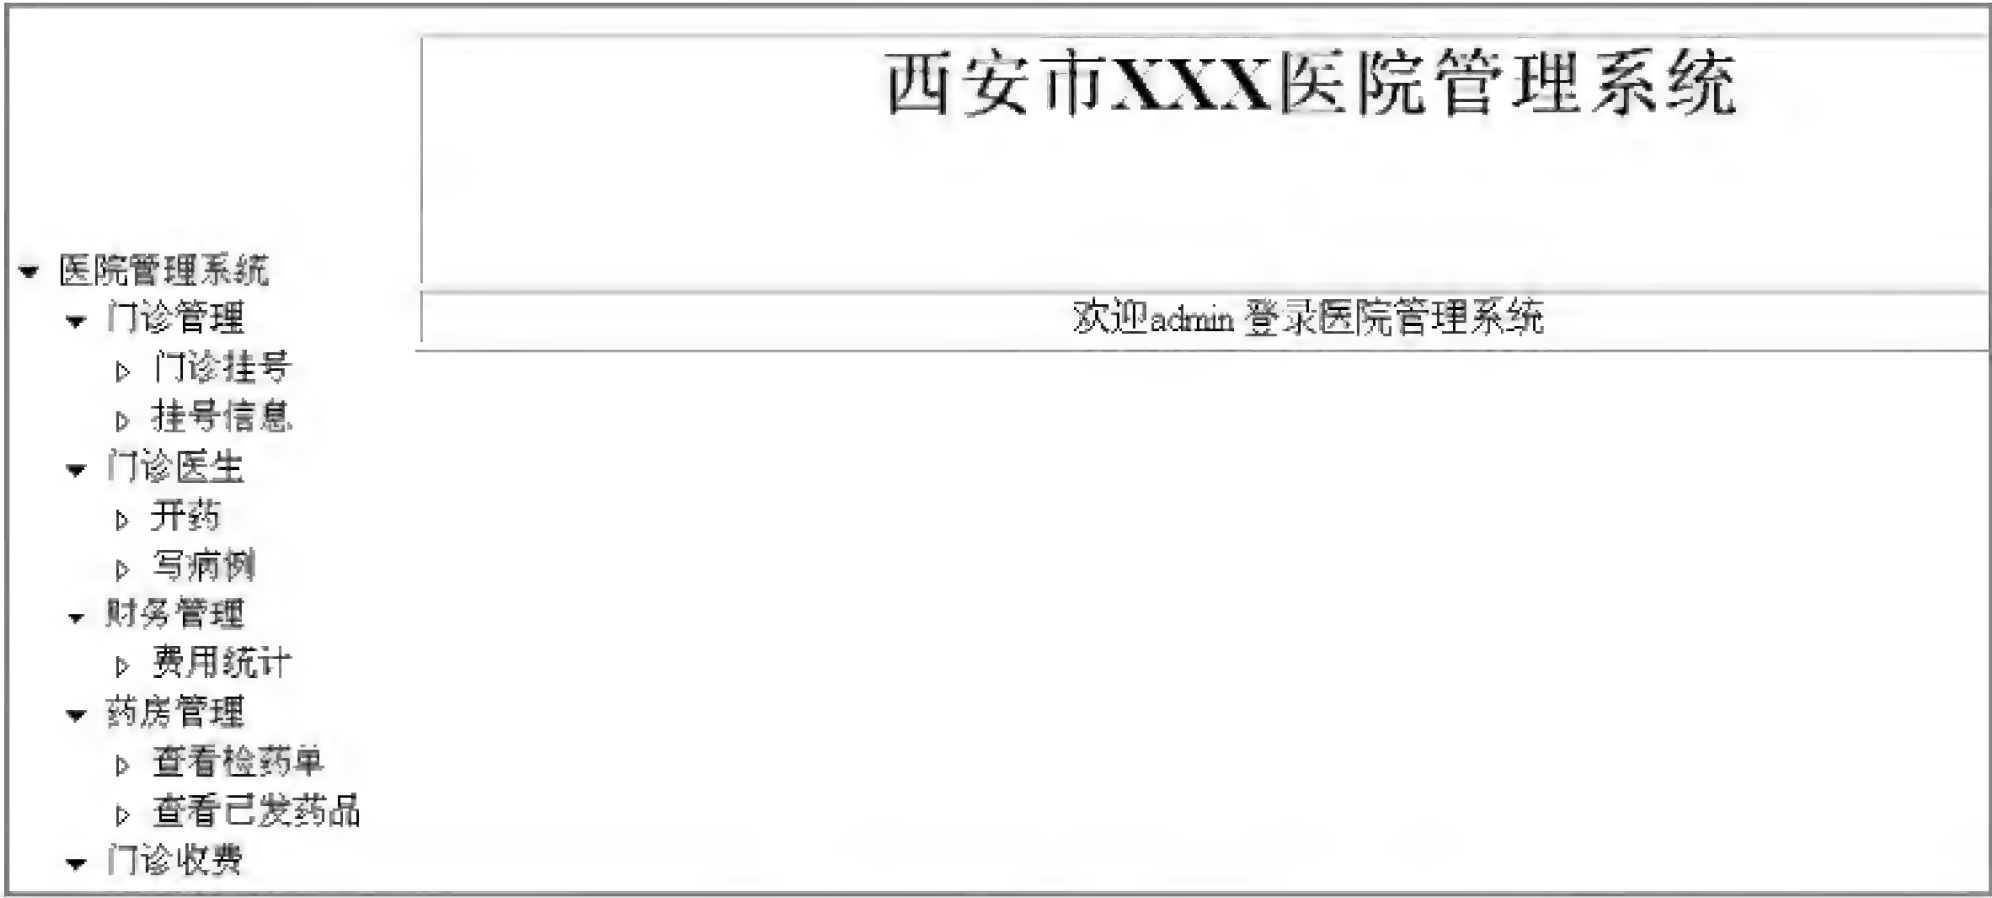 西安市XXX医院管理系统
欢迎admin 登录医院管理系统
医院管理系统
门诊管理
门诊挂号
挂号信息
门诊医生
开药
写病例
财务管理
费用统计
药房管理
查看检药单
查看已发药品
门诊收费